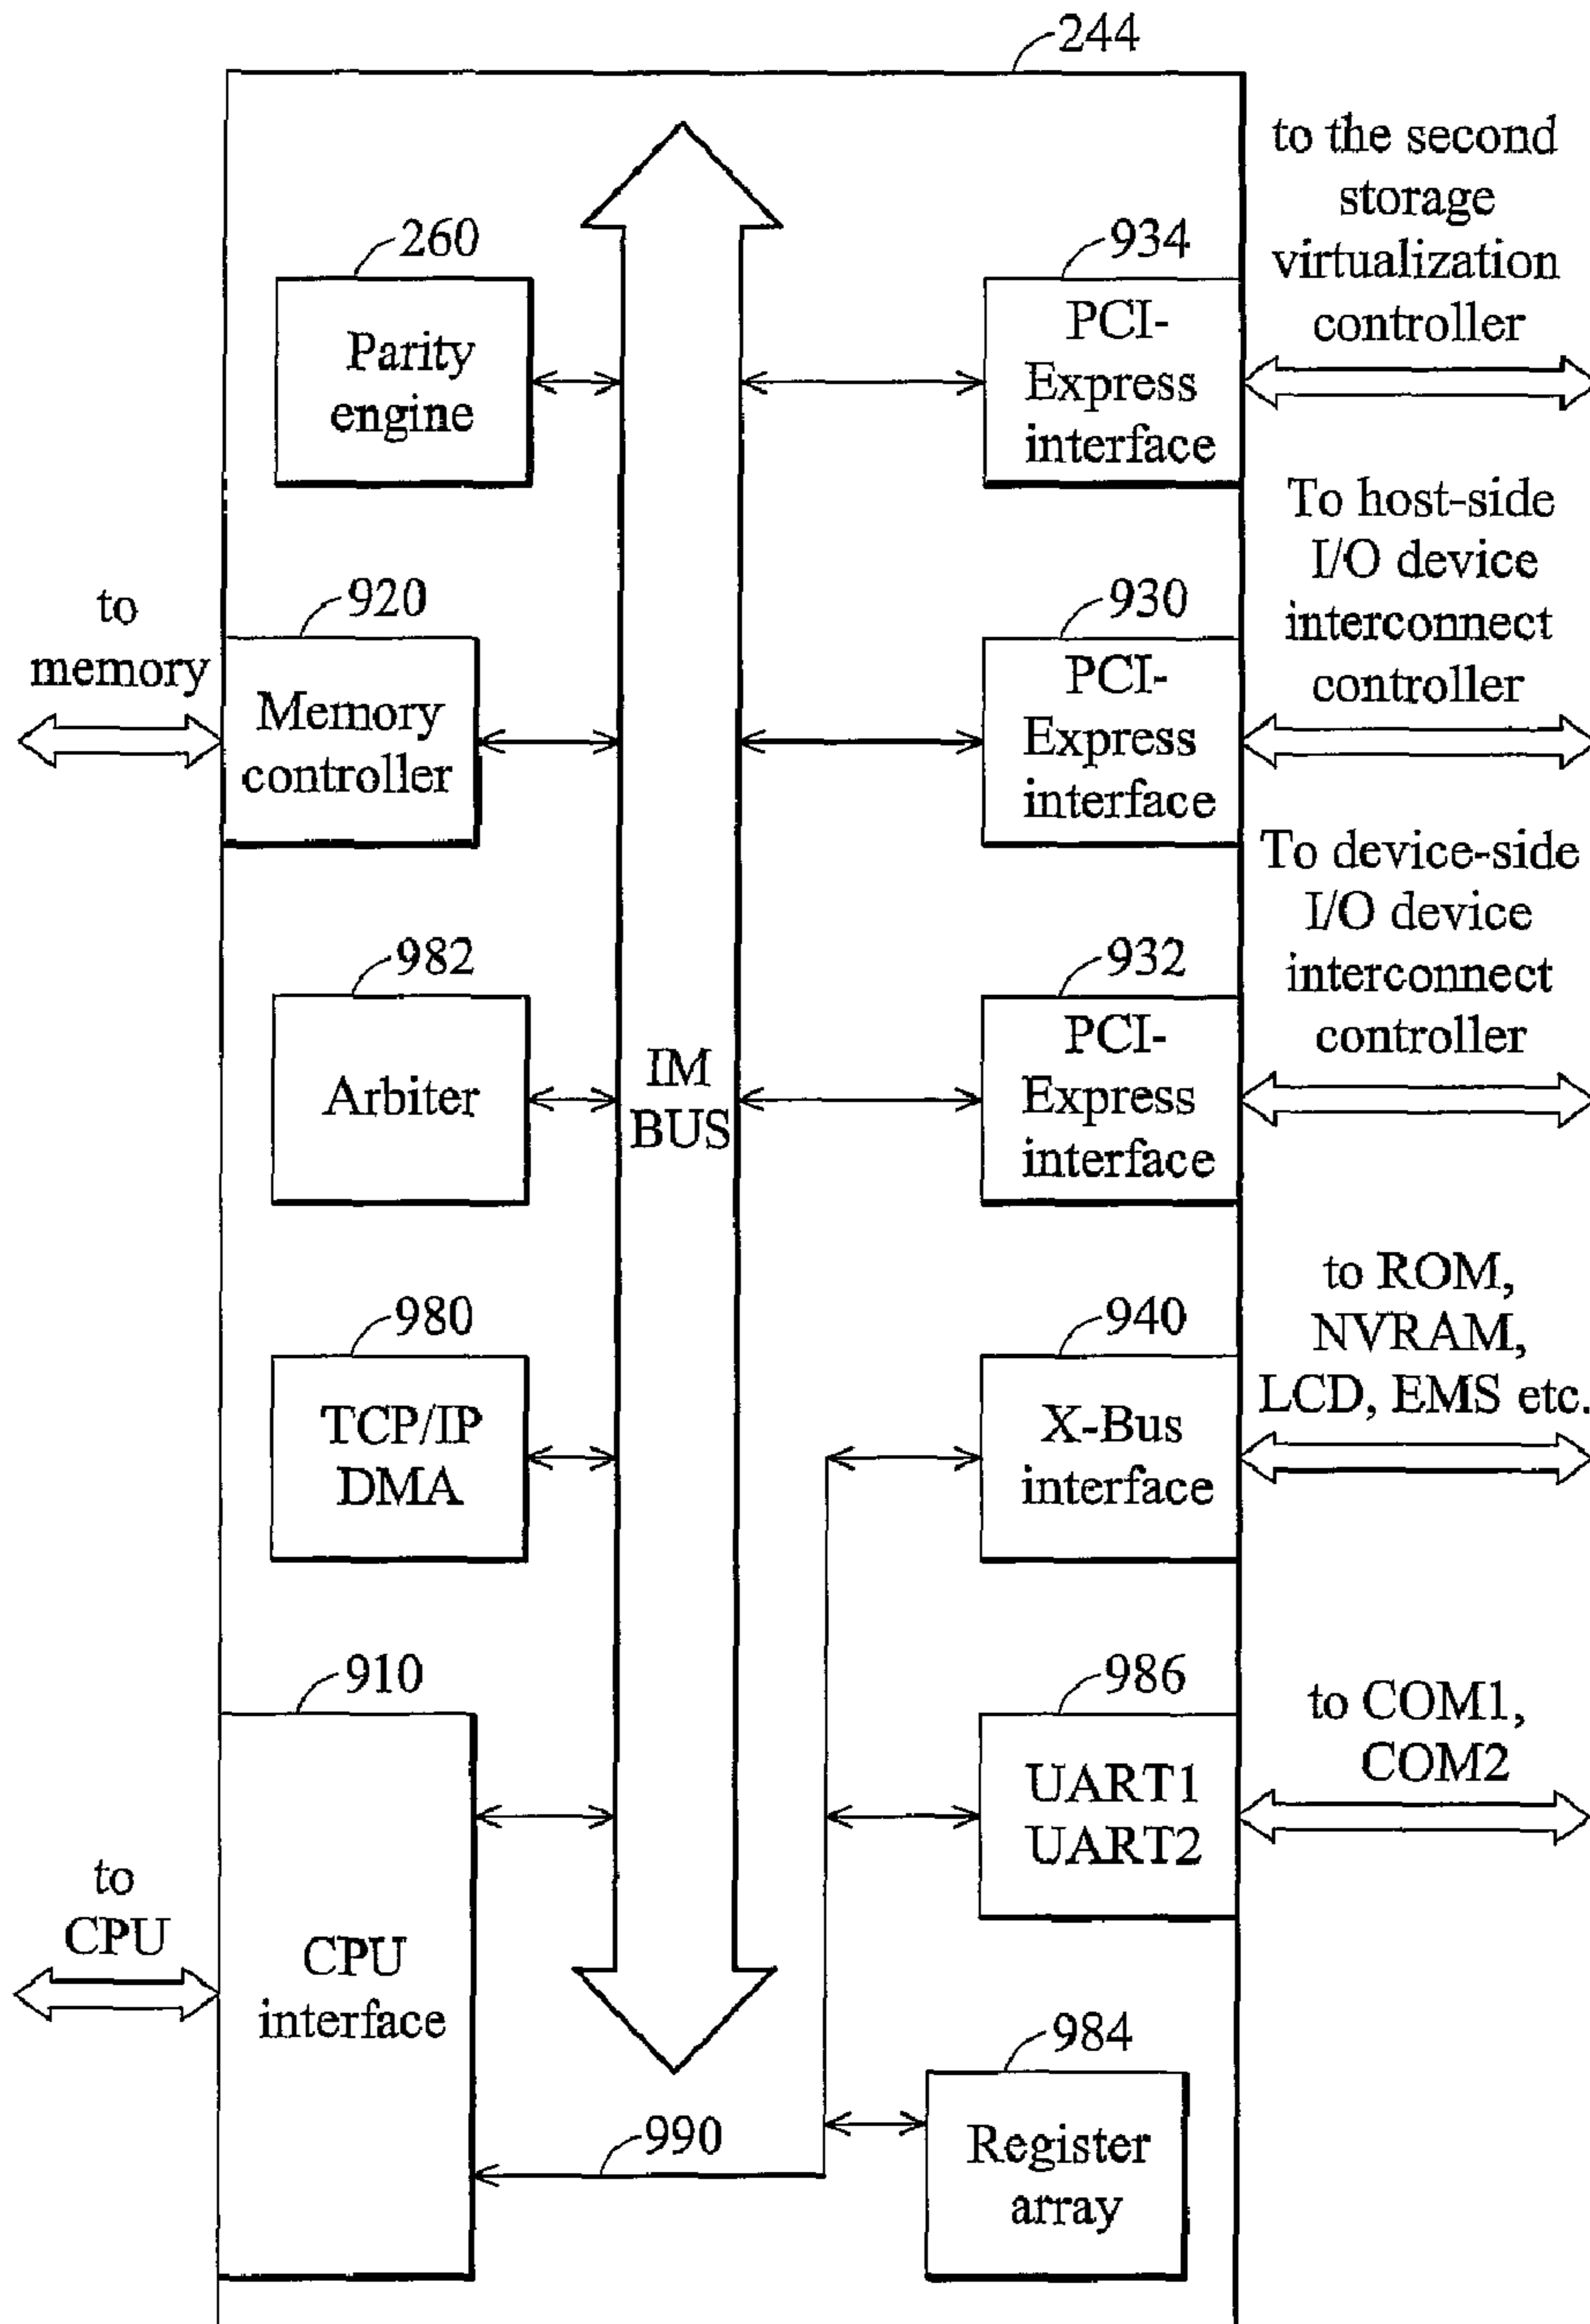 244
to the second
storage
virtualization
controller
260
Parity
engine
934
PCI-
Express
interface
To host-side
I/O device
interconnect
controller
to
memory
920
Memory
controller
930
PCI-
Express
interface
To device-side
I/O device
interconnect
controller
982
Arbiter
IM
BUS
932
PCI-
Express
interface
to ROM,
NVRAM,
LCD, EMS etc.
980
TCP/IP
DMA
940
X-Bus
interface
910
CPU
interface
to
CPU
986
UART1
UART2
to COM1,
COM2
990
984
Register
array